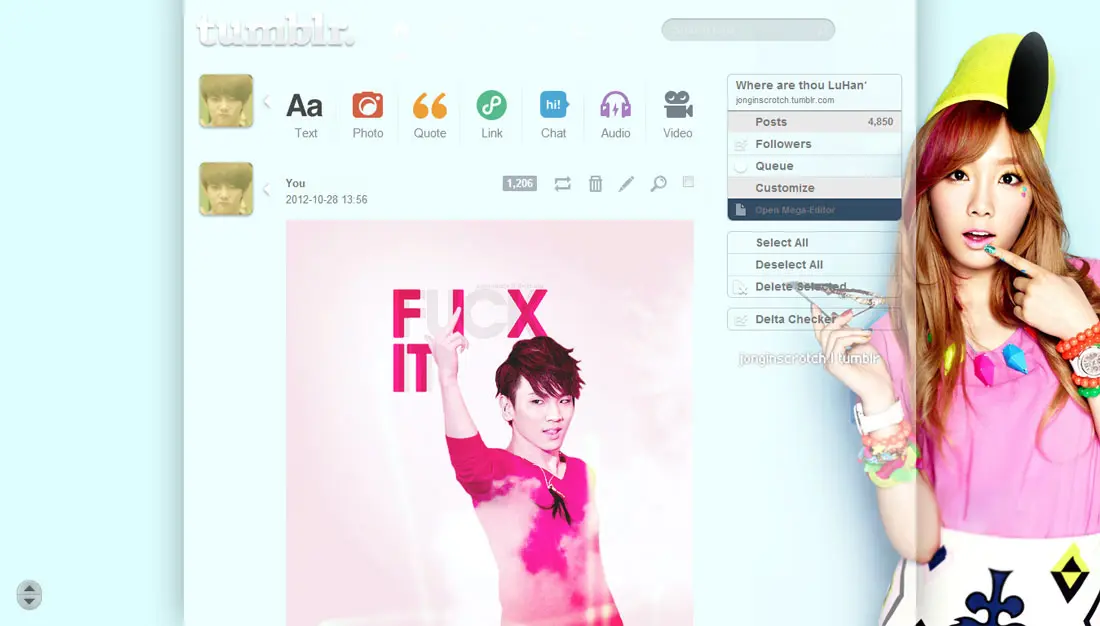 tumblr.
Aa
hi!
Text
Photo
Quote
Link
Chat
Audio
Video
You
1,206
2012-10-28 13:56
FUCK
F I X
IT
Where are thou LuHan'
jonginscrotch.tumblr.com
Posts 4,850
Followers
Queue
Customize
Open Mega-Editor
Select All
Deselect All
Delete Selected
Delta Checker
jonginscrotch | tumblr